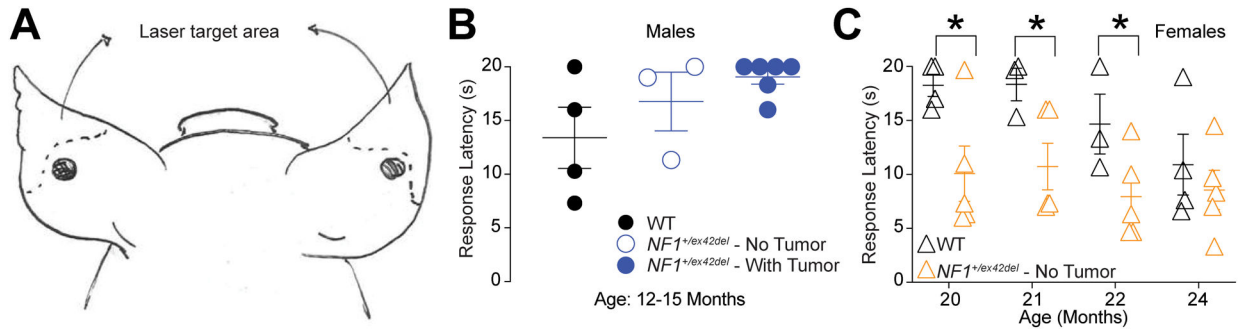 A
Laser target area
B
Males
Response Latency (s)
20
15
10
5
0
WT
NF1+/ex42del - No Tumor
NF1+/ex42del - With Tumor
Age: 12-15 Months
C
* * *
Females
Response Latency (s)
20
15
10
5
0
WT
NF1+/ex42del - No Tumor
20 21 22 24
Age (Months)